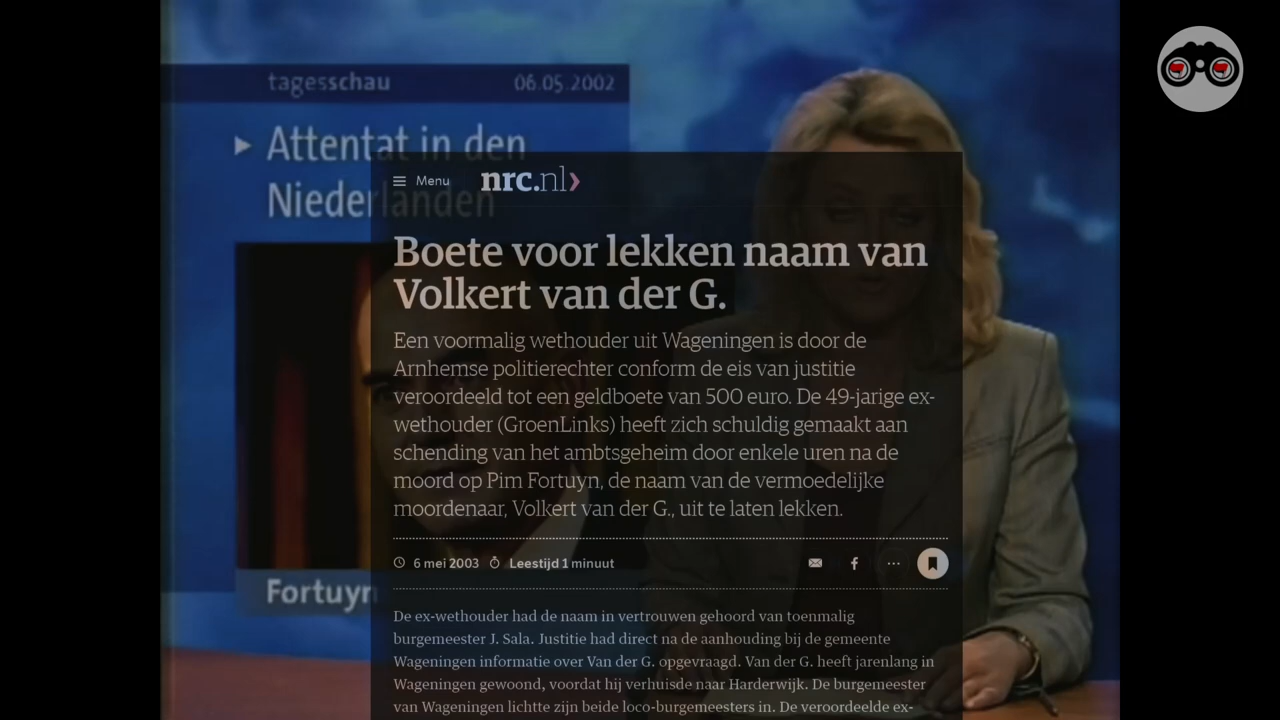 tagesschau 06.05.2002
Attentat in den
Niederlanden
Fortuyn
Menu nrc.nl
Boete voor lekken naam van
Volkert van der G.
Een voormalig wethouder uit Wageningen is door de
Arnhemse politierechter conform de eis van justitie
veroordeeld tot een geldboete van 500 euro. De 49-jarige ex-
wethouder (GroenLinks) heeft zich schuldig gemaakt aan
schending van het ambtsgeheim door enkele uren na de
moord op Pim Fortuyn, de naam van de vermoedelijke
moordenaar, Volkert van der G., uit te laten lekken.
6 mei 2003 Leestijd 1 minuut
De ex-wethouder had de naam in vertrouwen gehoord van toenmalig
burgemeester J. Sala. Justitie had direct na de aanhouding bij de gemeente
Wageningen informatie over Van der G. opgevraagd. Van der G. heeft jarenlang in
Wageningen gewoond, voordat hij verhuisde naar Harderwijk. De burgemeester
van Wageningen lichtte zijn beide loco-burgemeesters in. De veroordeelde ex-